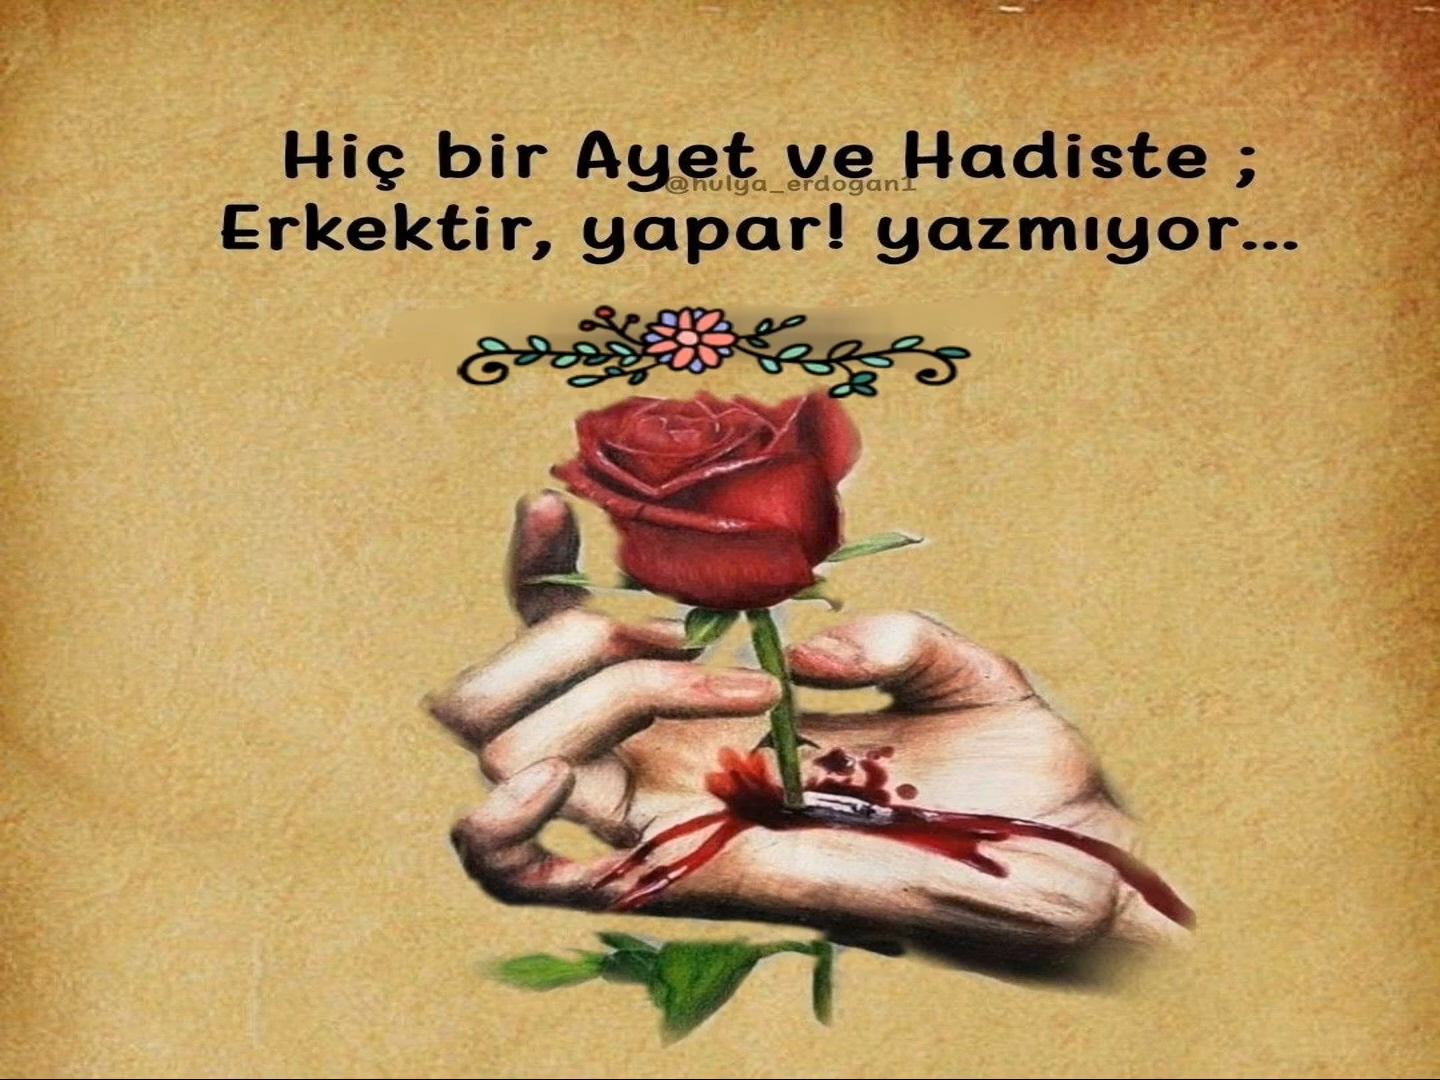 Hiç bir Ayet ve Hadiste ;
@hulya_erdogan1
Erkektir, yapar! yazmıyor...